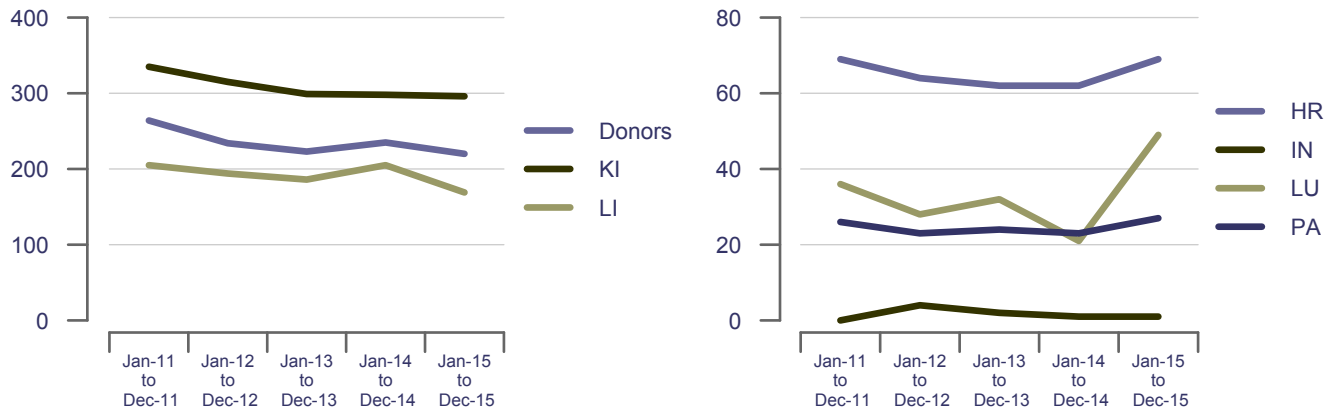 400
300
200
100
0
Jan-11 to Dec-11
Jan-12 to Dec-12
Jan-13 to Dec-13
Jan-14 to Dec-14
Jan-15 to Dec-15
Donors
KI
LI
80
60
40
20
0
Jan-11 to Dec-11
Jan-12 to Dec-12
Jan-13 to Dec-13
Jan-14 to Dec-14
Jan-15 to Dec-15
HR
IN
LU
PA